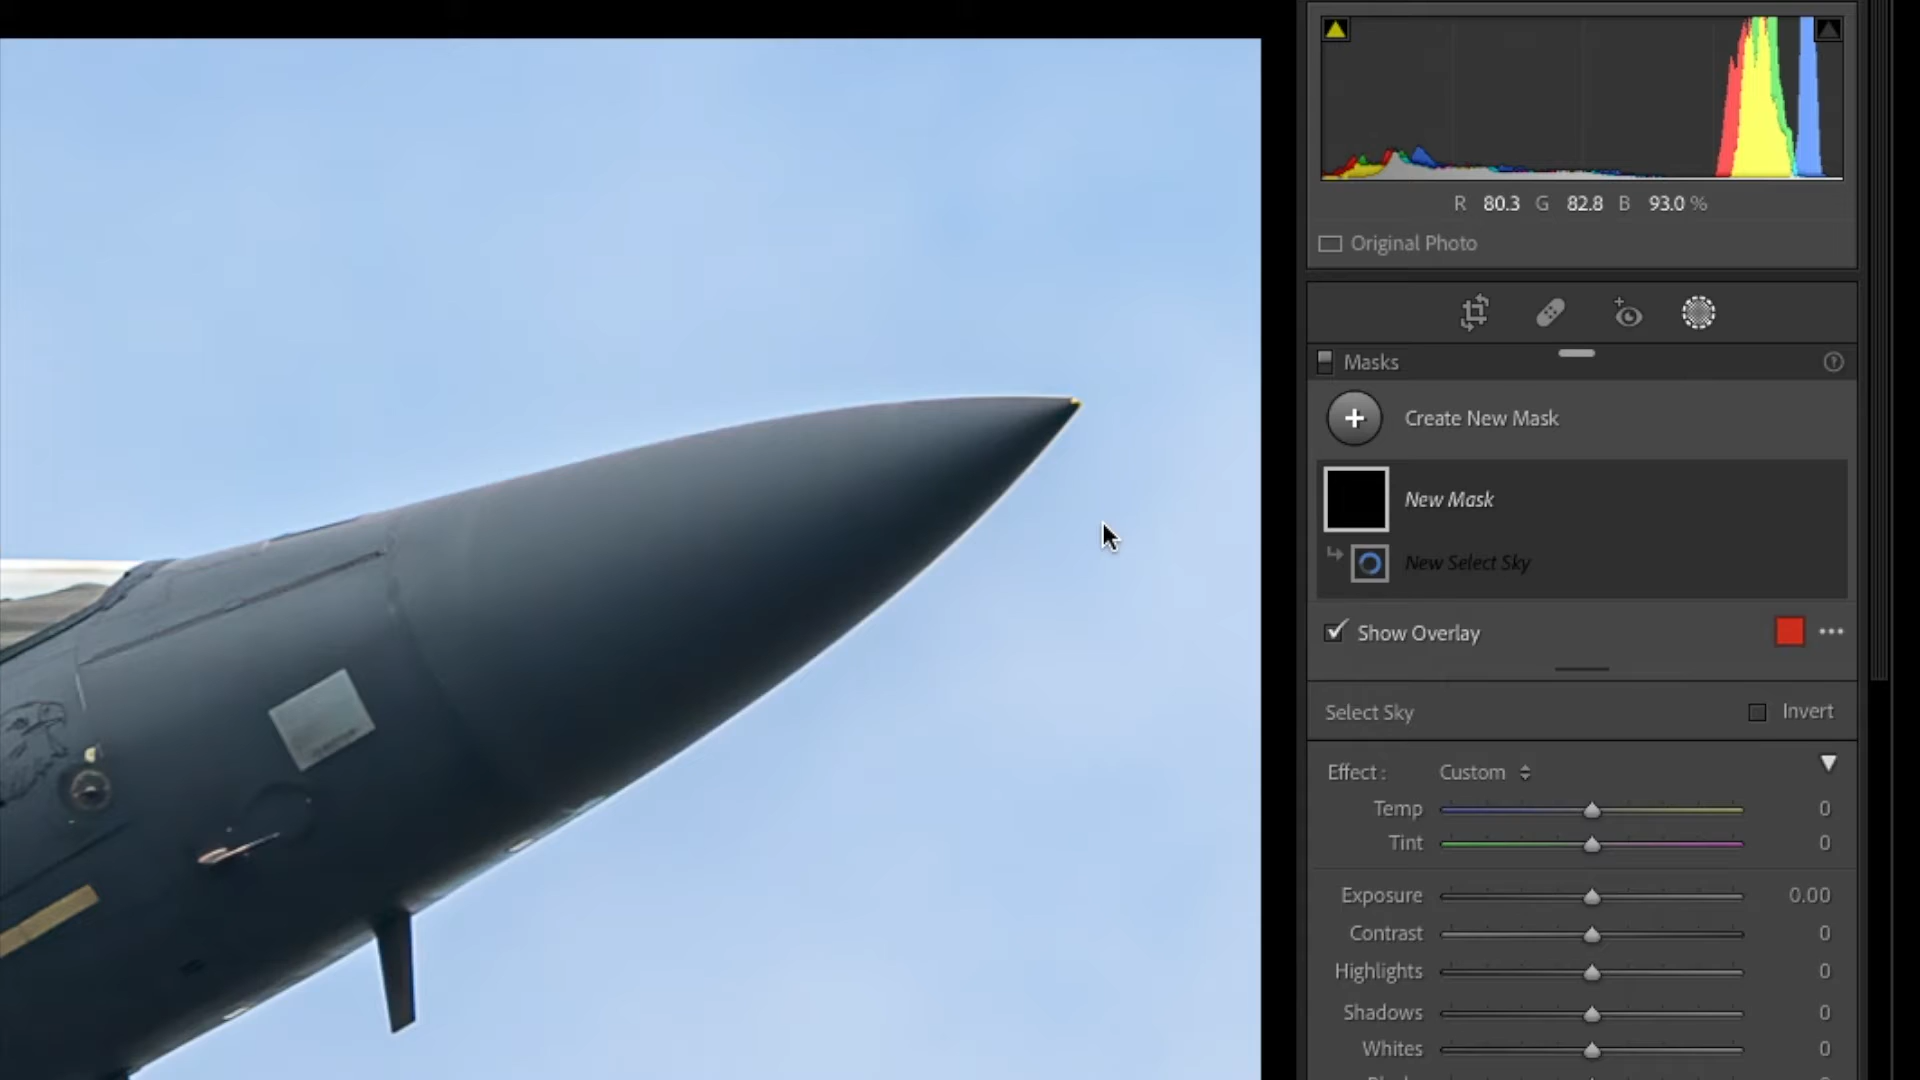 R 80.3 G 82.8 B 93.0 %
Original Photo
Masks
Create New Mask
New Mask
New Select Sky
Show Overlay
Select Sky Invert
Effect : Custom
Temp 0
Tint 0
Exposure 0.00
Contrast 0
Highlights 0
Shadows 0
Whites 0